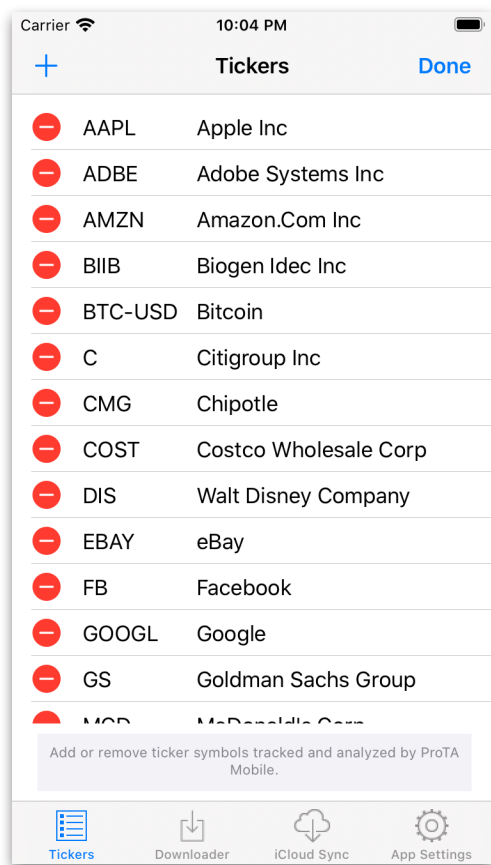 Carrier 10:04 PM
+ Tickers Done
AAPL Apple Inc
ADBE Adobe Systems Inc
AMZN Amazon.Com Inc
BIIB Biogen Idec Inc
BTC-USD Bitcoin
C Citigroup Inc
CMG Chipotle
COST Costco Wholesale Corp
DIS Walt Disney Company
EBAY eBay
FB Facebook
GOOGL Google
GS Goldman Sachs Group
MCD McDonald's Corp
Add or remove ticker symbols tracked and analyzed by ProTA
Mobile.
Tickers Downloader iCloud Sync App Settings